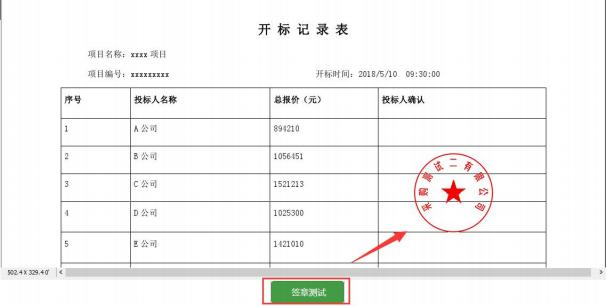 开标记录表
项目名称：xxxx 项目
项目编号：xxxxxxxxx 开标时间：2018/5/10 09:30:00
序号 投标人名称 总报价（元） 投标人确认
1 A 公司 894210
2 B 公司 1056451
3 C 公司 1521213
4 D 公司 1025300
5 E 公司 1421010
采购测试二有限公司
502.4 x 329.4
签章测试